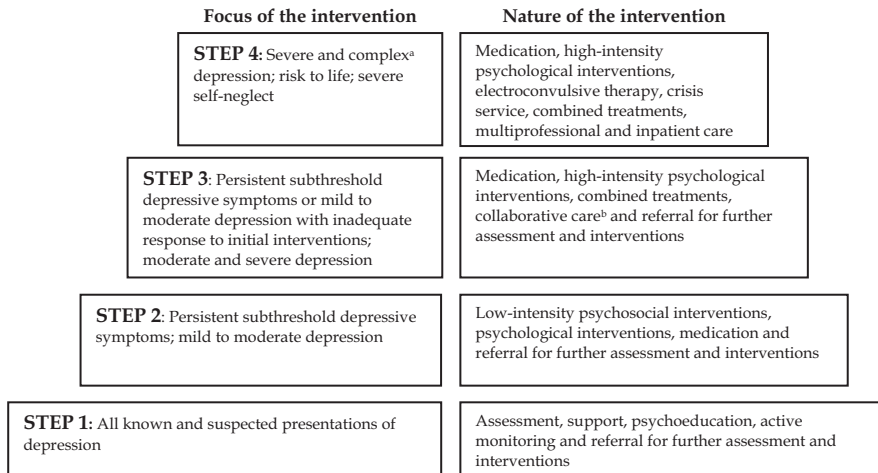 Focus of the intervention
Nature of the intervention
STEP 4: Severe and complexᵃ
depression; risk to life; severe
self-neglect
Medication, high-intensity
psychological interventions,
electroconvulsive therapy, crisis
service, combined treatments,
multiprofessional and inpatient care
STEP 3: Persistent subthreshold
depressive symptoms or mild to
moderate depression with inadequate
response to initial interventions;
moderate and severe depression
Medication, high-intensity psychological
interventions, combined treatments,
collaborative careᵇ and referral for further
assessment and interventions
STEP 2: Persistent subthreshold depressive
symptoms; mild to moderate depression
Low-intensity psychosocial interventions,
psychological interventions, medication and
referral for further assessment and interventions
STEP 1: All known and suspected presentations of
depression
Assessment, support, psychoeducation, active
monitoring and referral for further assessment and
interventions